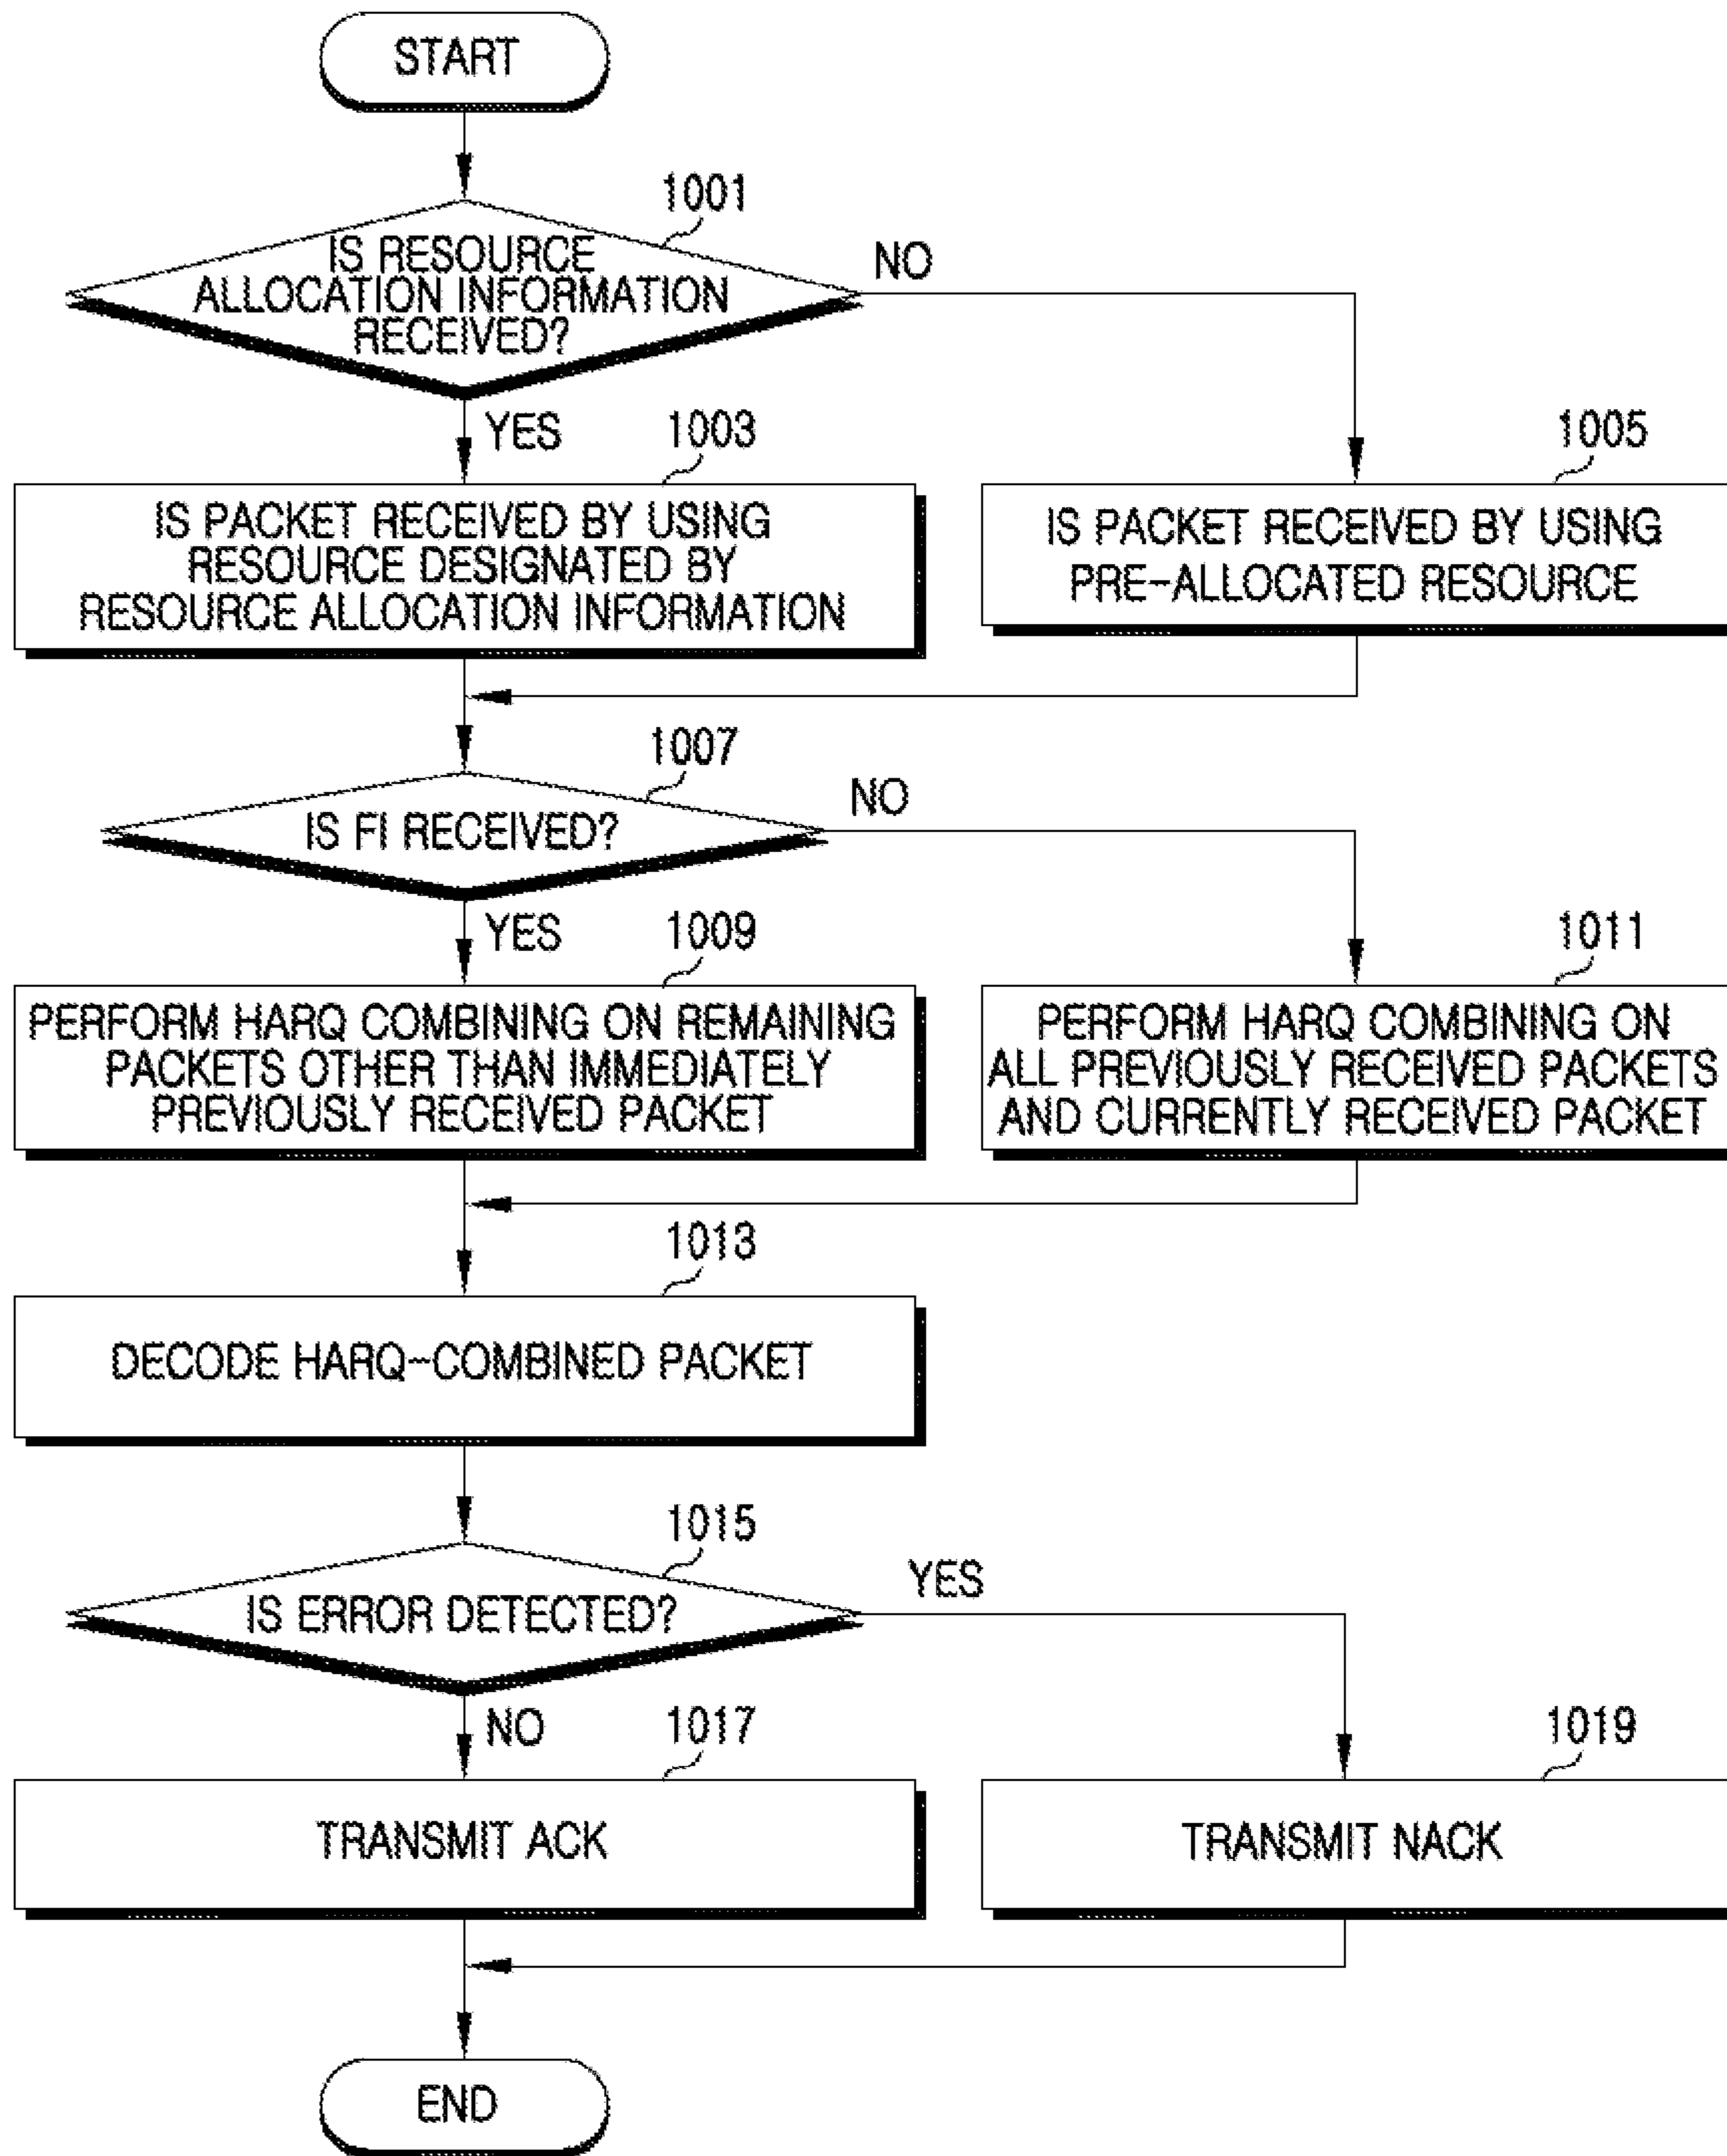 START
1001
IS RESOURCE
ALLOCATION INFORMATION
RECEIVED?
NO
YES
1003
IS PACKET RECEIVED BY USING
RESOURCE DESIGNATED BY
RESOURCE ALLOCATION INFORMATION
1005
IS PACKET RECEIVED BY USING
PRE-ALLOCATED RESOURCE
1007
IS FI RECEIVED?
NO
YES
1009
PERFORM HARQ COMBINING ON REMAINING
PACKETS OTHER THAN IMMEDIATELY
PREVIOUSLY RECEIVED PACKET
1011
PERFORM HARQ COMBINING ON
ALL PREVIOUSLY RECEIVED PACKETS
AND CURRENTLY RECEIVED PACKET
1013
DECODE HARQ-COMBINED PACKET
1015
IS ERROR DETECTED?
YES
NO
1017
TRANSMIT ACK
1019
TRANSMIT NACK
END